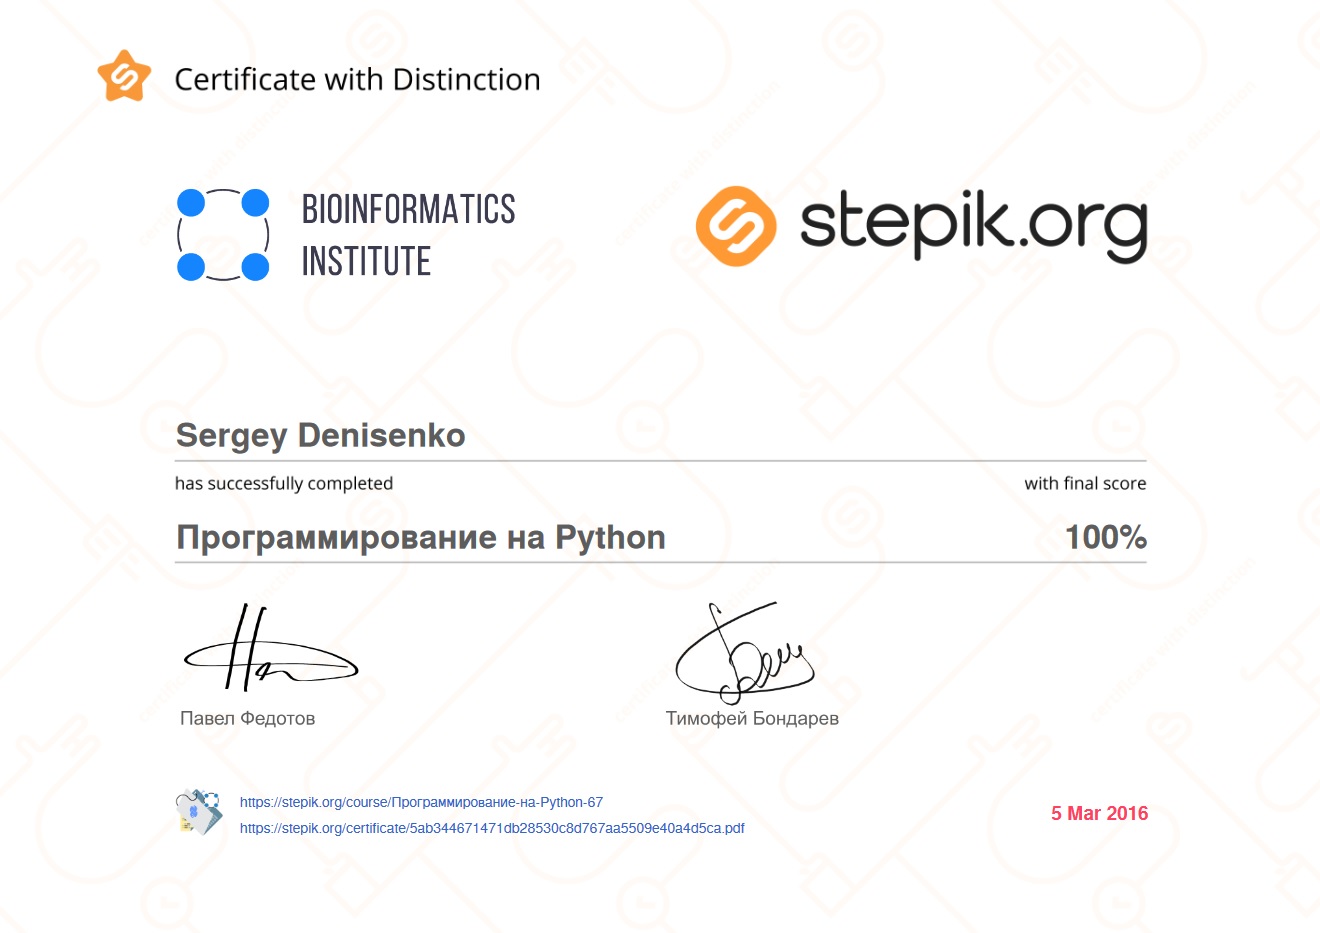 Certificate with Distinction
BIOINFORMATICS
INSTITUTE
stepik.org
Sergey Denisenko
has successfully completed
with final score
Программирование на Python
100%
Павел Федотов
Тимофей Бондарев
https://stepik.org/course/Программирование-на-Python-67
https://stepik.org/certificate/5ab344671471db28530c8d767aa5509e40a4d5ca.pdf
5 Mar 2016